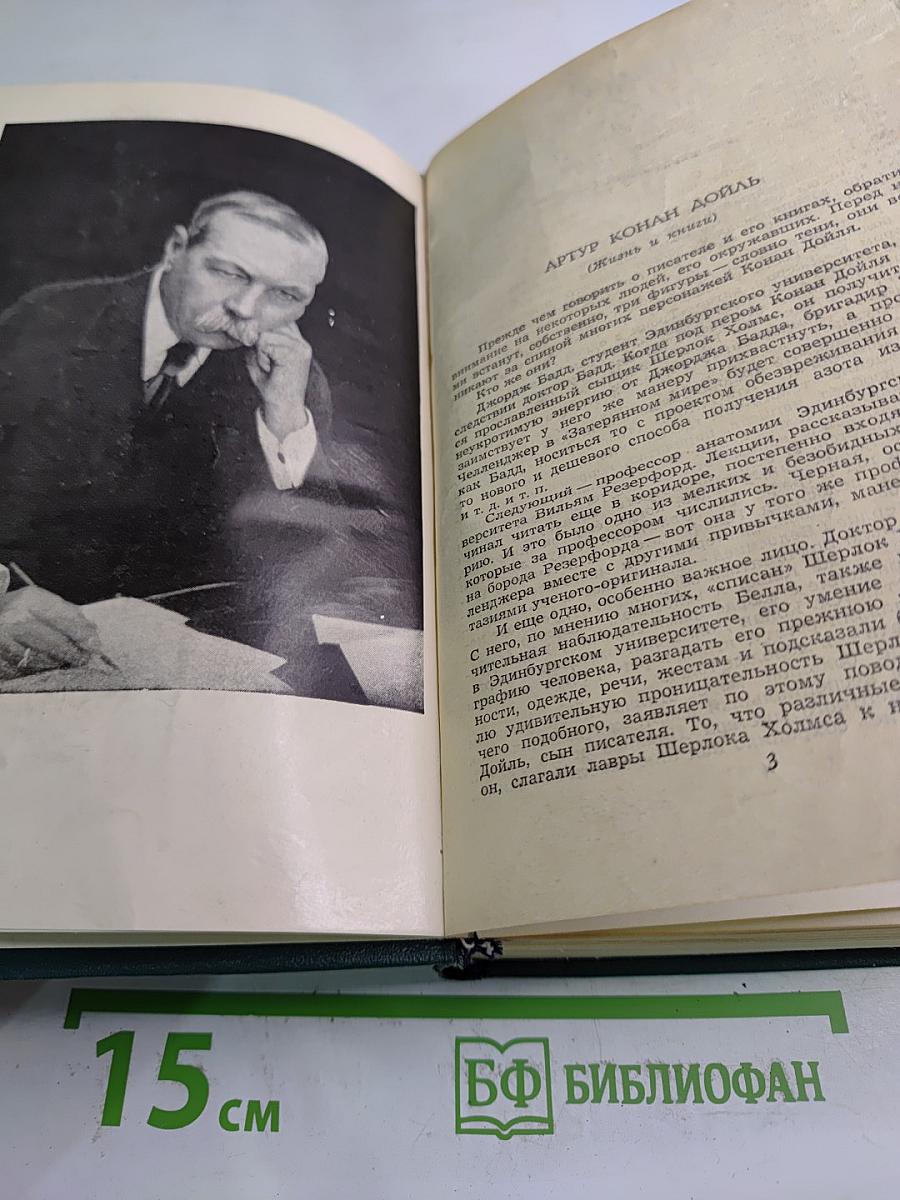 АРТУР КОНАН ДОЙЛЬ
(Жизнь и книги)
Прежде чем говорить о писателе и его книгах, обрати
внимание на некоторых людей, его окружавших. Перед
ми встанут, собственно, три фигуры — словно тени, они
никают за спиной многих персонажей Конан Дойля.
Кто же они?
Джордж Бадд, студент Эдинбургского университета,
следствии доктор Бадд. Когда под пером Конан Дойля
ся прославленный сыщик Шерлок Холмс, он получит
неукротимую энергию от Джорджа Бадда, бригадир
заимствует у него же манеру прихвастнуть, а про
Челленджер в «Затерянном мире» будет совершенно
как Бадд, носиться то с проектом обезвреживания
то нового и дешевого способа получения азота из
и т. д. и т. п.
Следующий — профессор анатомии Эдинбургс
верситета Вильям Резерфорд. Лекции, рассказыва
чинал читать еще в коридоре, постепенно входя
рию. И это было одно из мелких и безобидных
которые за профессором числились. Черная, ос
на борода Резерфорда — вот она у того же проф
ленджера вместе с другими привычками, мане
тазиями ученого-оригинала.
И еще одно, особенно важное лицо. Доктор
С него, по мнению многих, «списан» Шерлок
чительная наблюдательность Белла, также
в Эдинбургском университете, его умение
графию человека, разгадать его прежнюю
ности, одежде, речи, жестам и подсказали
лю удивительную проницательность Шерл
чего подобного, заявляет по этому повод
Дойль, сын писателя. То, что различные
он, слагали лавры Шерлока Холмса к н
3
15 см
БФ БИБЛИОФАН